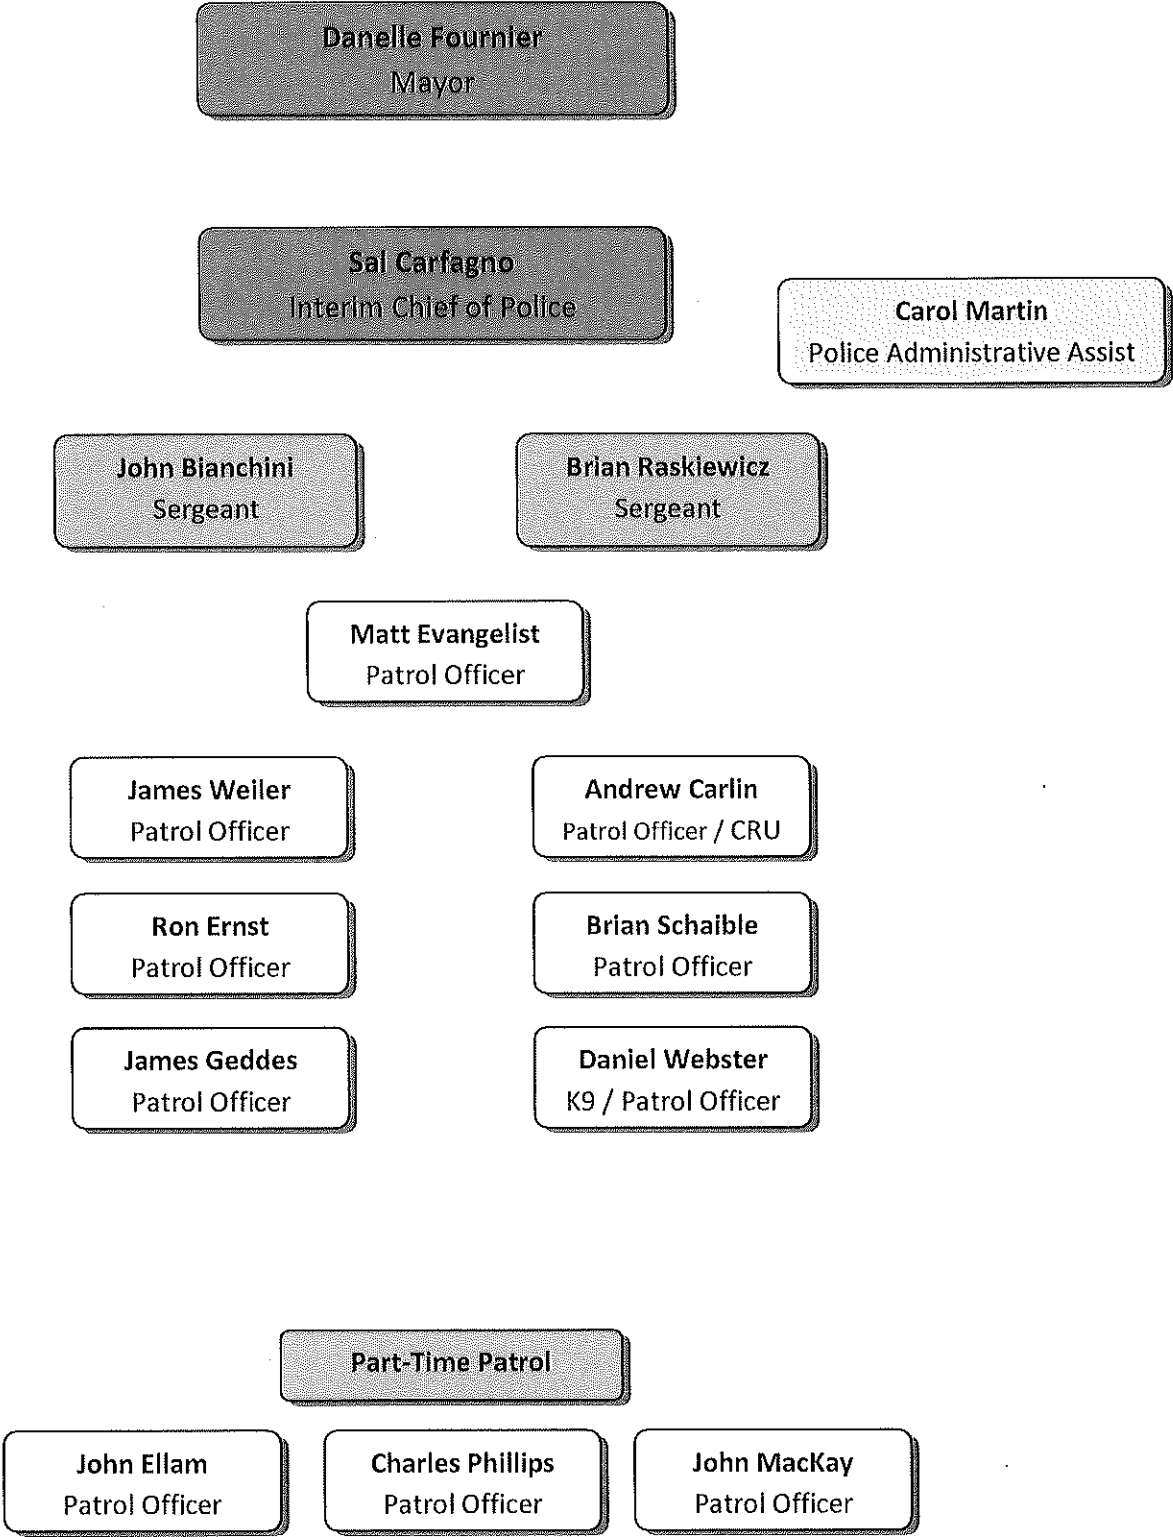 Danelle Fournier
Mayor
Sal Carfagno
Interim Chief of Police
Carol Martin
Police Administrative Assist
John Bianchini
Sergeant
Brian Raskiewicz
Sergeant
Matt Evangelist
Patrol Officer
James Weiler
Patrol Officer
Andrew Carlin
Patrol Officer / CRU
Ron Ernst
Patrol Officer
Brian Schaible
Patrol Officer
James Geddes
Patrol Officer
Daniel Webster
K9 / Patrol Officer
Part-Time Patrol
John Ellam
Patrol Officer
Charles Phillips
Patrol Officer
John MacKay
Patrol Officer